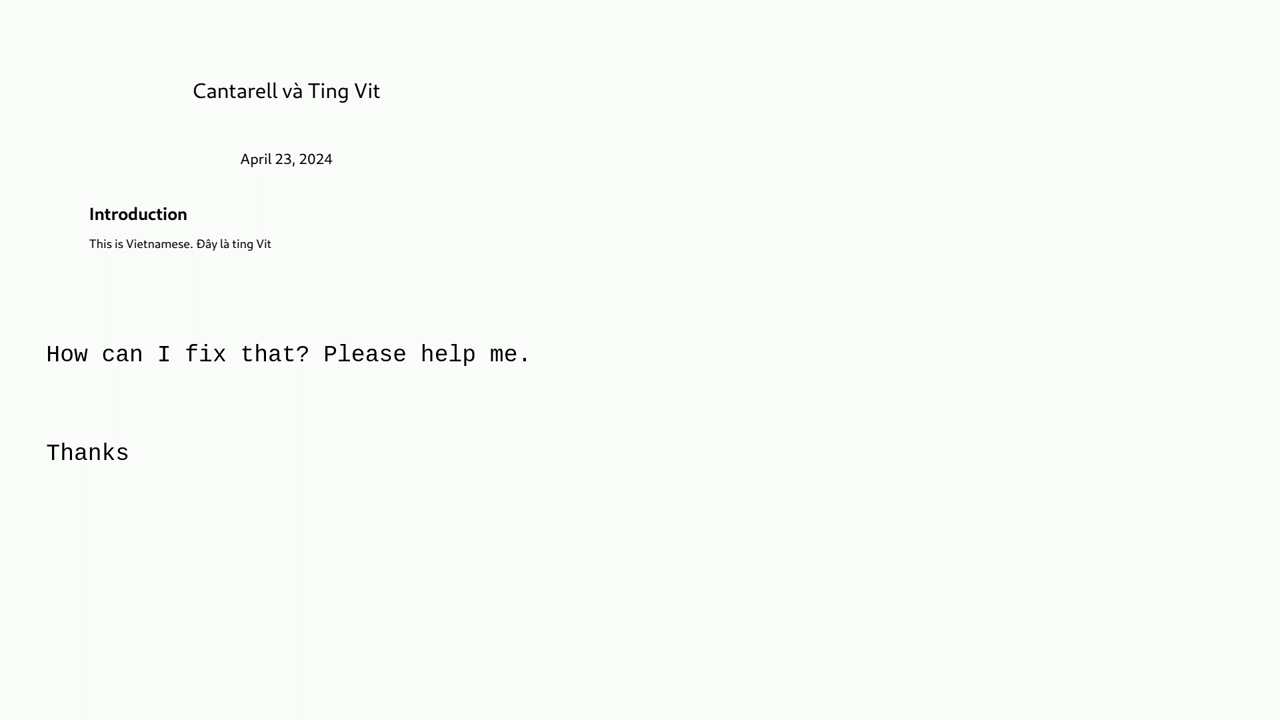 Cantarell và Ting Vit
April 23, 2024
Introduction
This is Vietnamese. Đây là ting Vit
How can I fix that? Please help me.
Thanks